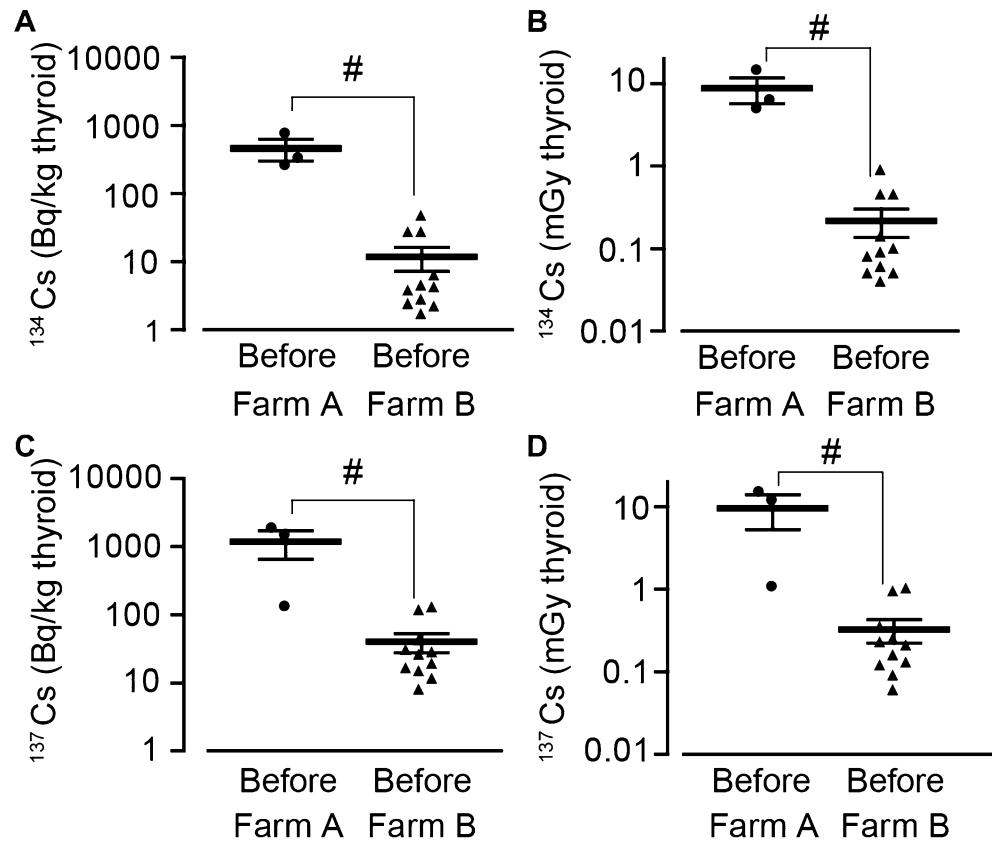 A
#
134 Cs (Bq/kg thyroid)
10000
1000
100
10
1
Before Before
Farm A Farm B
B
#
134 Cs (mGy thyroid)
10
1
0.1
0.01
Before Before
Farm A Farm B
C
#
137 Cs (Bq/kg thyroid)
10000
1000
100
10
1
Before Before
Farm A Farm B
D
#
137 Cs (mGy thyroid)
10
1
0.1
0.01
Before Before
Farm A Farm B